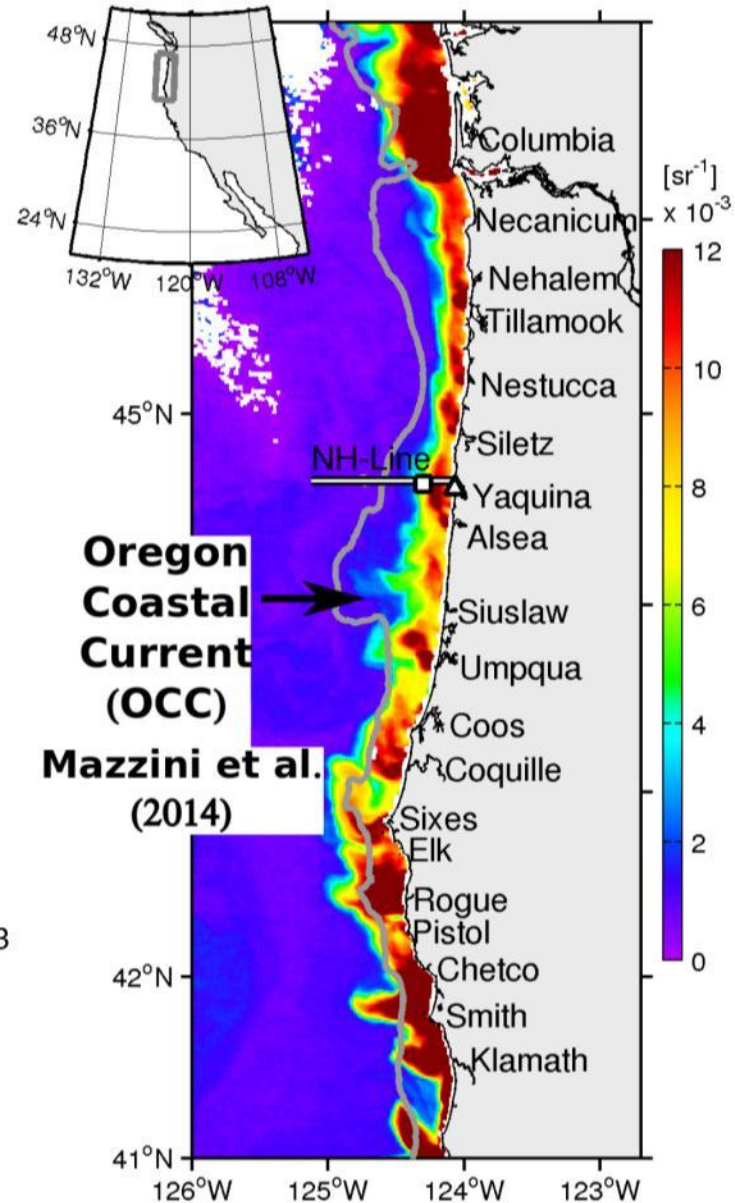 48°N
36°N
24°N
132°W 120°W 108°W
Columbia
[sr⁻¹]
x 10⁻³
Necanicum
12
Nehalem
Tillamook
10
Nestucca
45°N
Siletz
NH-Line
8
Yaquina
Alsea
Oregon
Coastal
Current
(OCC)
6
Siuslaw
Umpqua
4
Coos
Mazzini et al.
(2014)
Coquille
Sixes
2
Elk
Rogue
Pistol
3
0
42°N
Chetco
Smith
Klamath
41°N
126°W 125°W 124°W 123°W